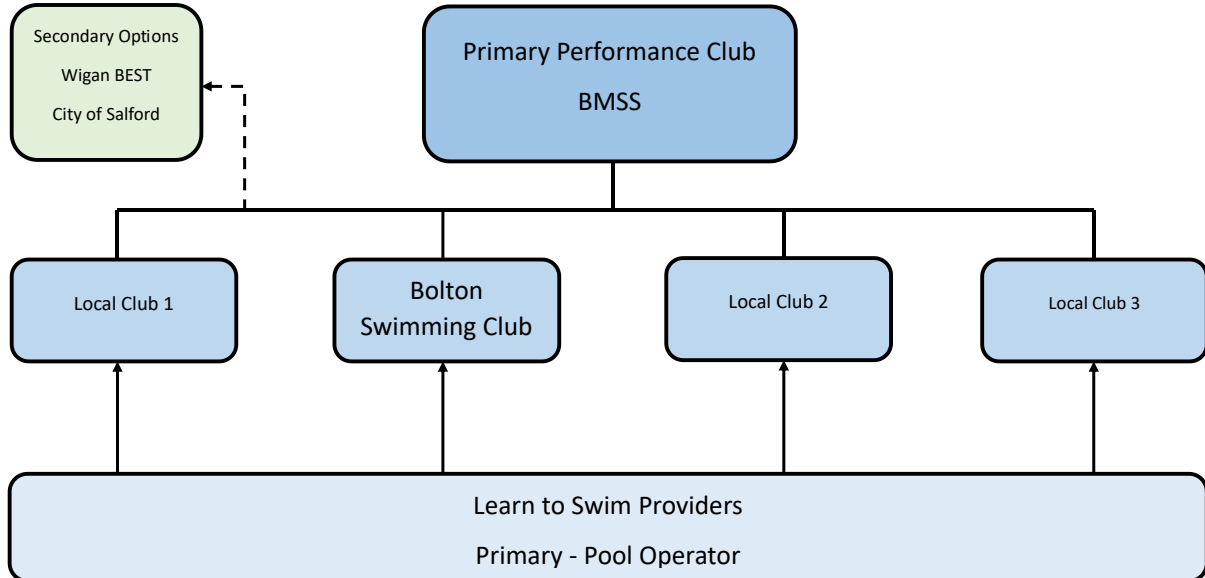 Secondary Options
Wigan BEST
City of Salford
Primary Performance Club
BMSS
Local Club 1
Bolton
Swimming Club
Local Club 2
Local Club 3
Learn to Swim Providers
Primary - Pool Operator